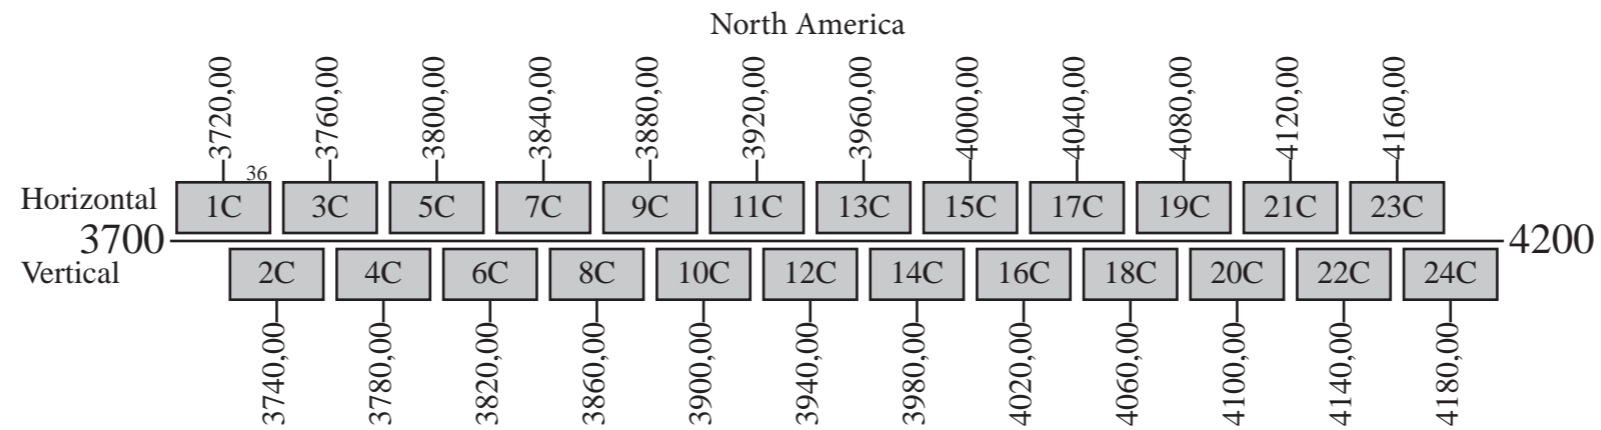 North America
3720,00 3760,00 3800,00 3840,00 3880,00 3920,00 3960,00 4000,00 4040,00 4080,00 4120,00 4160,00
36
Horizontal 1C 3C 5C 7C 9C 11C 13C 15C 17C 19C 21C 23C
3700 4200
Vertical 2C 4C 6C 8C 10C 12C 14C 16C 18C 20C 22C 24C
3740,00 3780,00 3820,00 3860,00 3900,00 3940,00 3980,00 4020,00 4060,00 4100,00 4140,00 4180,00